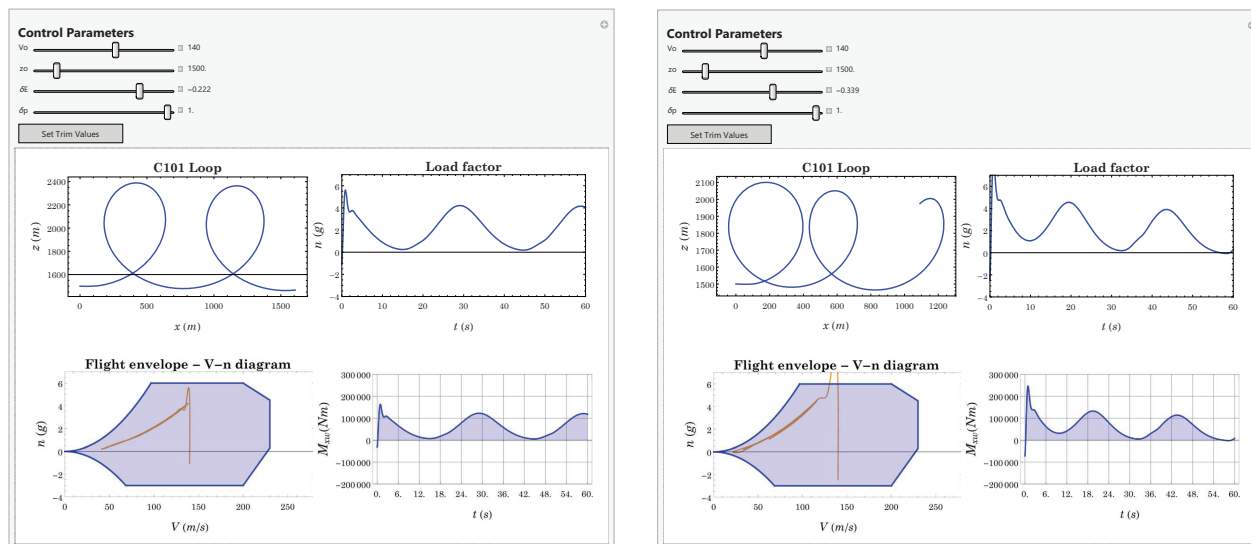 Control Parameters
Vo 140
zo 1500.
δE −0.222
δp 1.
Set Trim Values
C101 Loop
2400
2200
2000
1800
1600
z (m)
0 500 1000 1500
x (m)
Load factor
6
4
2
0
−2
−4
n (g)
0 10 20 30 40 50 60
t (s)
Flight envelope − V−n diagram
6
4
2
0
−2
−4
n (g)
0 50 100 150 200 250
V (m/s)
300 000
200 000
100 000
0
−100 000
−200 000
M_xw(Nm)
0. 6. 12. 18. 24. 30. 36. 42. 48. 54. 60.
t (s)
Control Parameters
Vo 140
zo 1500.
δE −0.339
δp 1.
Set Trim Values
C101 Loop
2100
2000
1900
1800
1700
1600
1500
z (m)
0 200 400 600 800 1000 1200
x (m)
Load factor
6
4
2
0
−2
−4
n (g)
0 10 20 30 40 50 60
t (s)
Flight envelope − V−n diagram
6
4
2
0
−2
−4
n (g)
0 50 100 150 200 250
V (m/s)
300 000
200 000
100 000
0
−100 000
−200 000
M_xw(Nm)
0. 6. 12. 18. 24. 30. 36. 42. 48. 54. 60.
t (s)